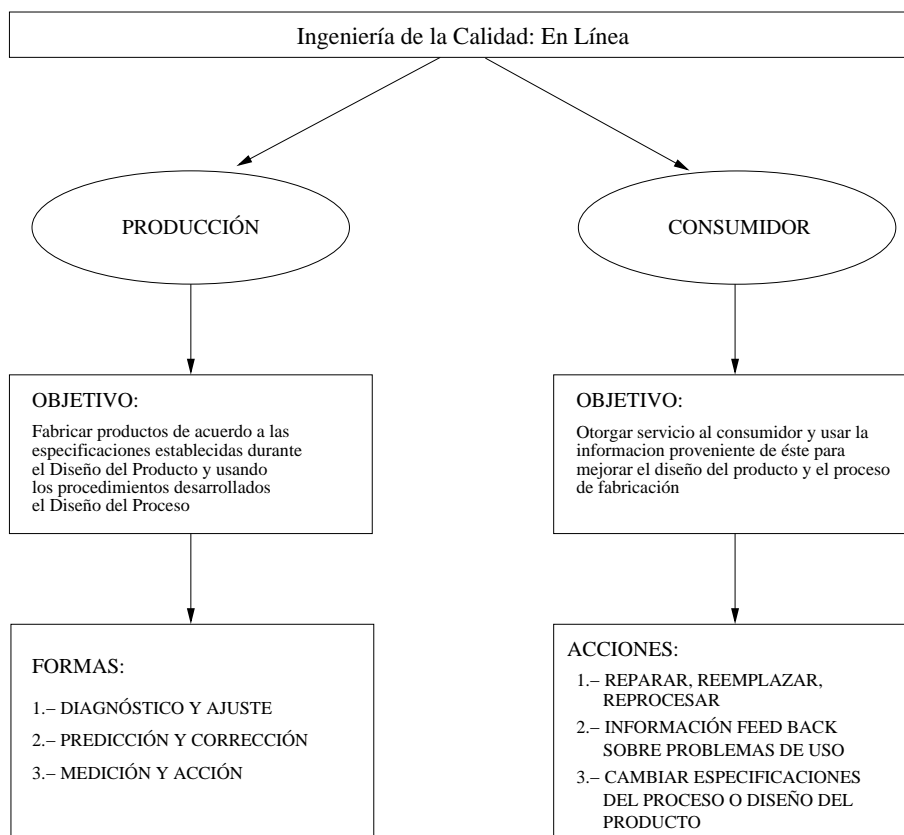 Ingeniería de la Calidad: En Línea
PRODUCCIÓN
CONSUMIDOR
OBJETIVO:
Fabricar productos de acuerdo a las
especificaciones establecidas durante
el Diseño del Producto y usando
los procedimientos desarrollados
el Diseño del Proceso
OBJETIVO:
Otorgar servicio al consumidor y usar la
informacion proveniente de éste para
mejorar el diseño del producto y el proceso
de fabricación
FORMAS:
1.− DIAGNÓSTICO Y AJUSTE
2.− PREDICCIÓN Y CORRECCIÓN
3.− MEDICIÓN Y ACCIÓN
ACCIONES:
1.− REPARAR, REEMPLAZAR,
REPROCESAR
2.− INFORMACIÓN FEED BACK
SOBRE PROBLEMAS DE USO
3.− CAMBIAR ESPECIFICACIONES
DEL PROCESO O DISEÑO DEL
PRODUCTO